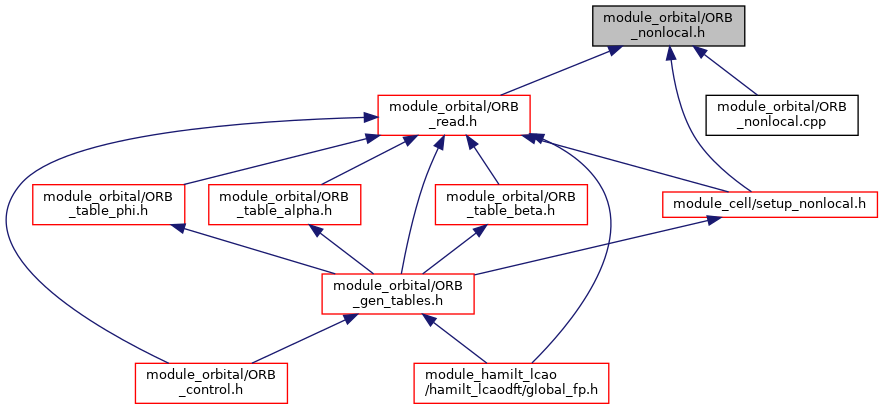 module_orbital/ORB
_nonlocal.h
module_orbital/ORB
_read.h
module_orbital/ORB
_nonlocal.cpp
module_orbital/ORB
_table_phi.h
module_orbital/ORB
_table_alpha.h
module_orbital/ORB
_table_beta.h
module_cell/setup_nonlocal.h
module_orbital/ORB
_gen_tables.h
module_orbital/ORB
_control.h
module_hamilt_lcao
/hamilt_lcaodft/global_fp.h